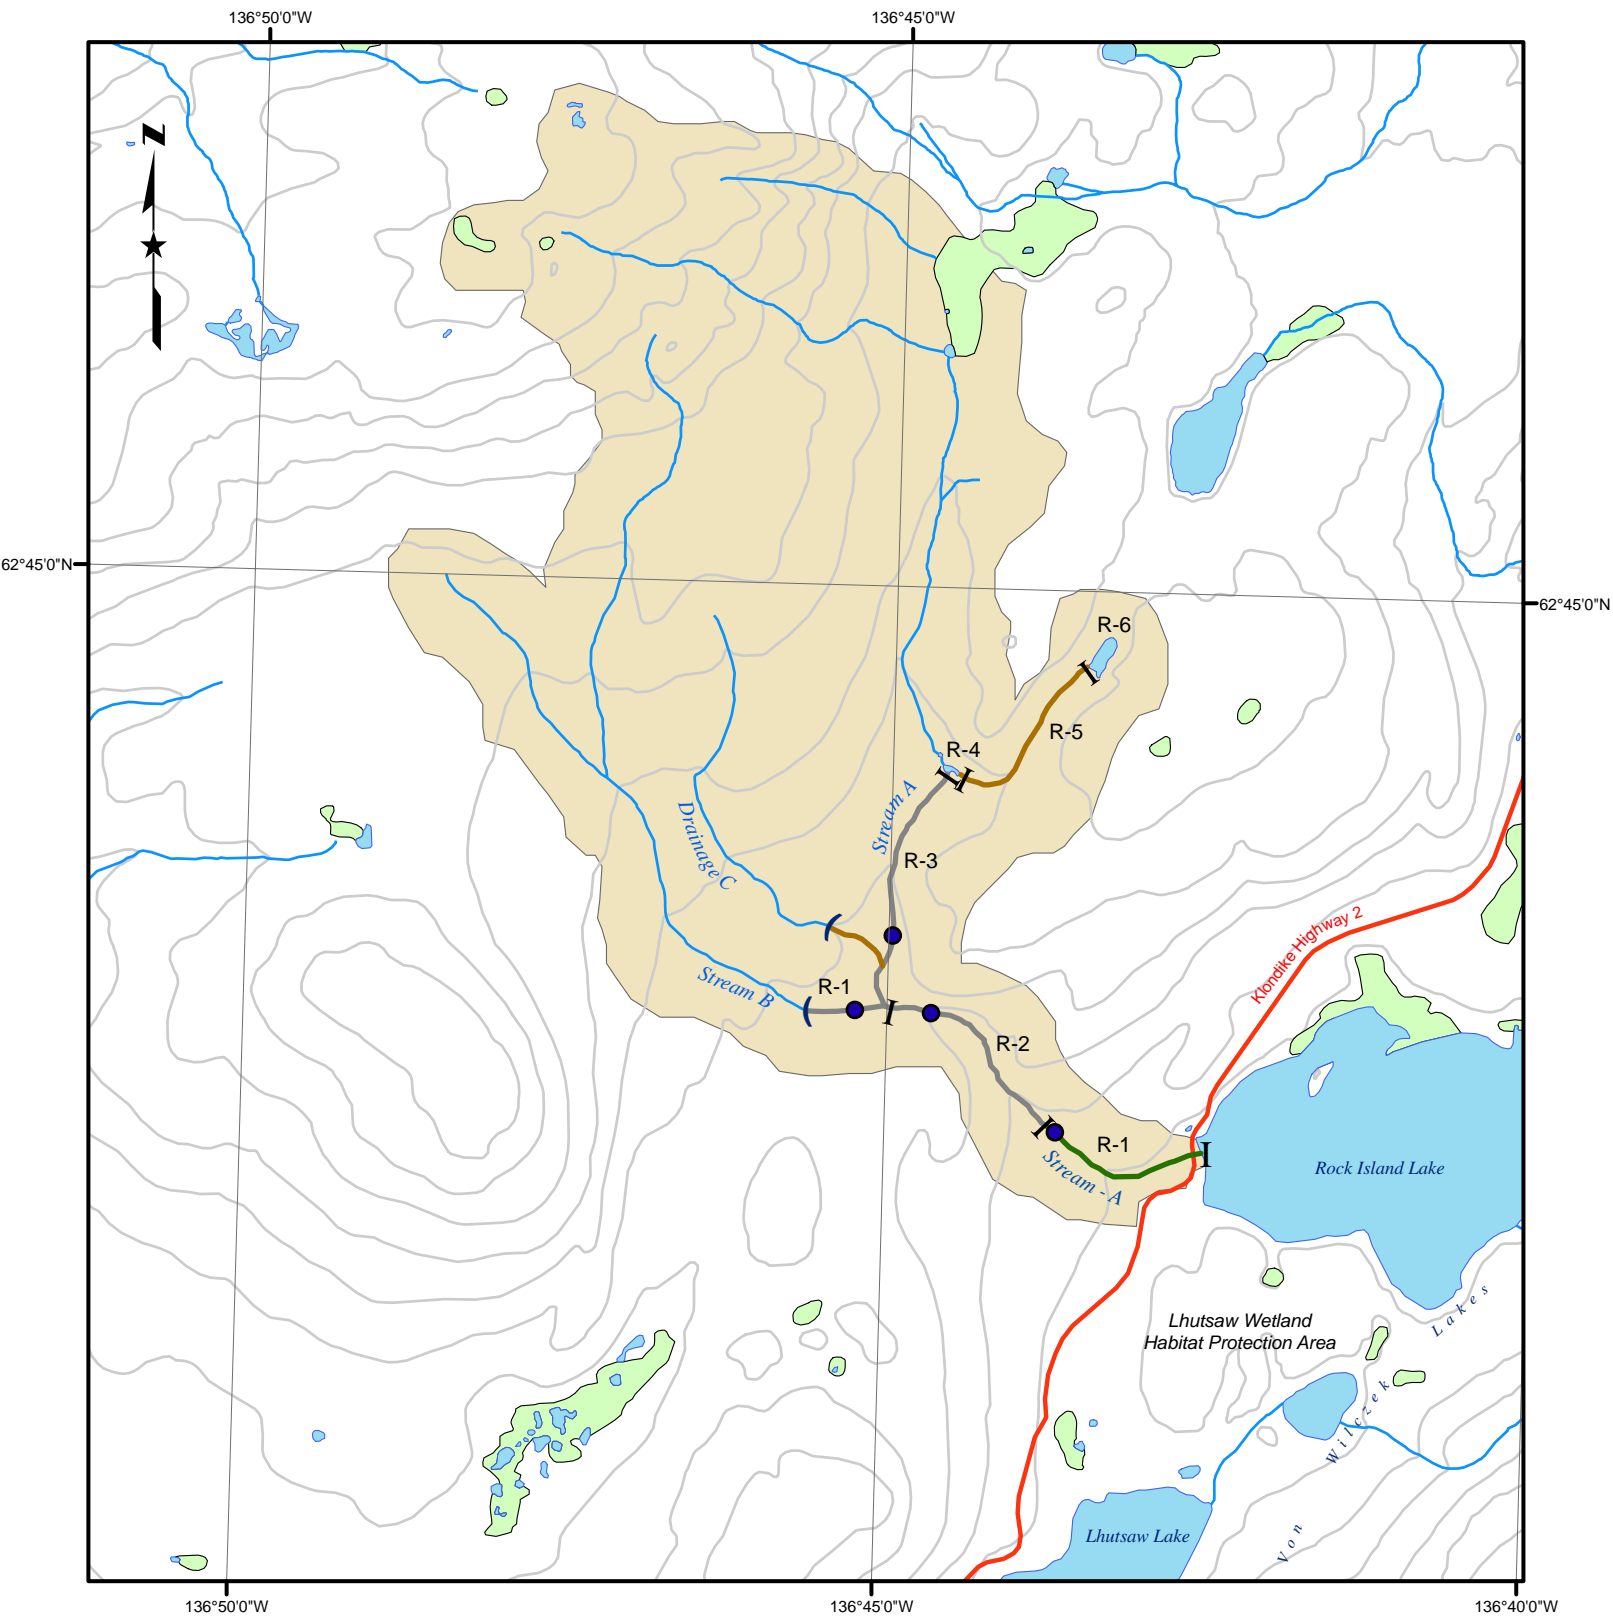 136°50'0"W
136°45'0"W
N
62°45'0"N
62°45'0"N
R-6
R-5
R-4
Stream A
Drainage C
R-3
Klondike Highway 2
Stream B
R-1
R-2
R-1
Stream - A
Rock Island Lake
Lhutsaw Wetland
Habitat Protection Area
Von Wilczek Lakes
Lhutsaw Lake
136°50'0"W
136°45'0"W
136°40'0"W